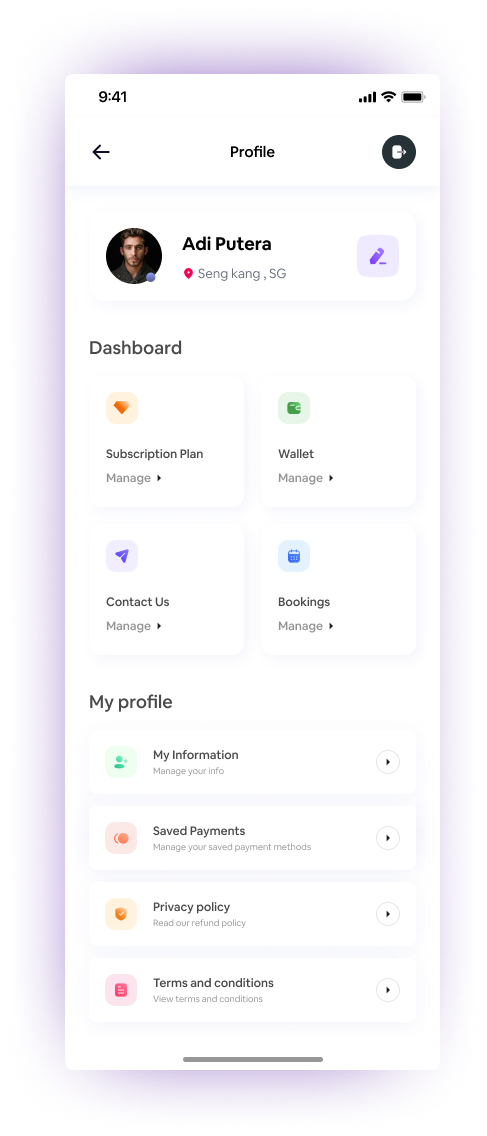 9:41
Profile
Adi Putera
Seng kang , SG
Dashboard
Subscription Plan
Manage
Wallet
Manage
Contact Us
Manage
Bookings
Manage
My profile
My Information
Manage your info
Saved Payments
Manage your saved payment methods
Privacy policy
Read our refund policy
Terms and conditions
View terms and conditions